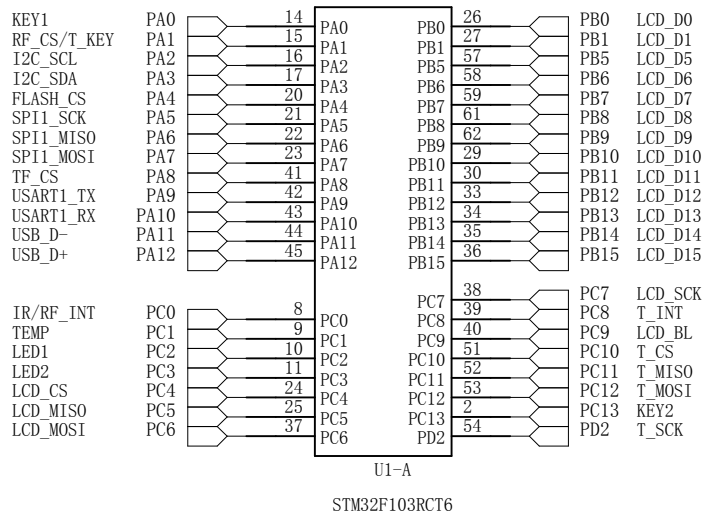 KEY1 PA0 14 PA0 PB0 26 PB0 LCD_D0
RF_CS/T_KEY PA1 15 PA1 PB1 27 PB1 LCD_D1
I2C_SCL PA2 16 PA2 PB5 57 PB5 LCD_D5
I2C_SDA PA3 17 PA3 PB6 58 PB6 LCD_D6
FLASH_CS PA4 20 PA4 PB7 59 PB7 LCD_D7
SPI1_SCK PA5 21 PA5 PB8 61 PB8 LCD_D8
SPI1_MISO PA6 22 PA6 PB9 62 PB9 LCD_D9
SPI1_MOSI PA7 23 PA7 PB10 29 PB10 LCD_D10
TF_CS PA8 41 PA8 PB11 30 PB11 LCD_D11
USART1_TX PA9 42 PA9 PB12 33 PB12 LCD_D12
USART1_RX PA10 43 PA10 PB13 34 PB13 LCD_D13
USB_D- PA11 44 PA11 PB14 35 PB14 LCD_D14
USB_D+ PA12 45 PA12 PB15 36 PB15 LCD_D15
PC7 38 PC7 LCD_SCK
IR/RF_INT PC0 8 PC0 PC8 39 PC8 T_INT
TEMP PC1 9 PC1 PC9 40 PC9 LCD_BL
LED1 PC2 10 PC2 PC10 51 PC10 T_CS
LED2 PC3 11 PC3 PC11 52 PC11 T_MISO
LCD_CS PC4 24 PC4 PC12 53 PC12 T_MOSI
LCD_MISO PC5 25 PC5 PC13 2 PC13 KEY2
LCD_MOSI PC6 37 PC6 PD2 54 PD2 T_SCK
U1-A
STM32F103RCT6